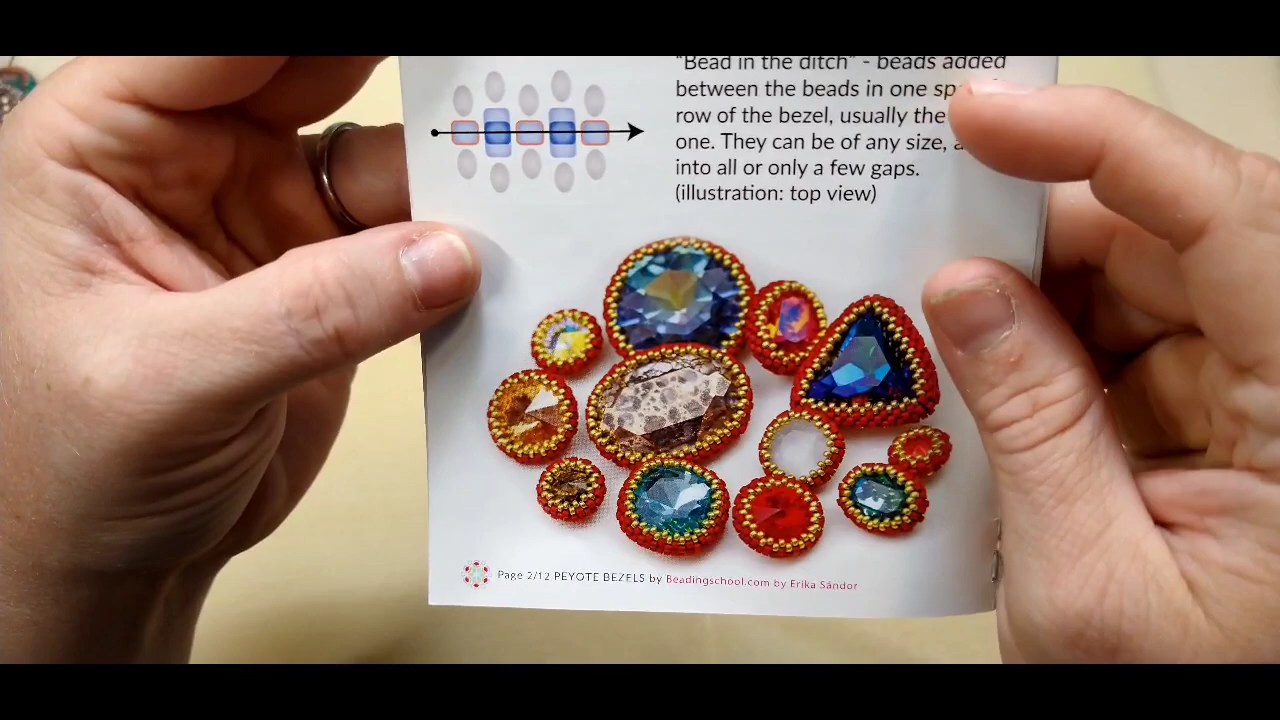 "Bead in the ditch" - beads added
between the beads in one
row of the bezel, usually the
one. They can be of any size,
into all or only a few gaps.
(illustration: top view)
Page 2/12 PEYOTE BEZELS by Beadingschool.com by Erika Sándor